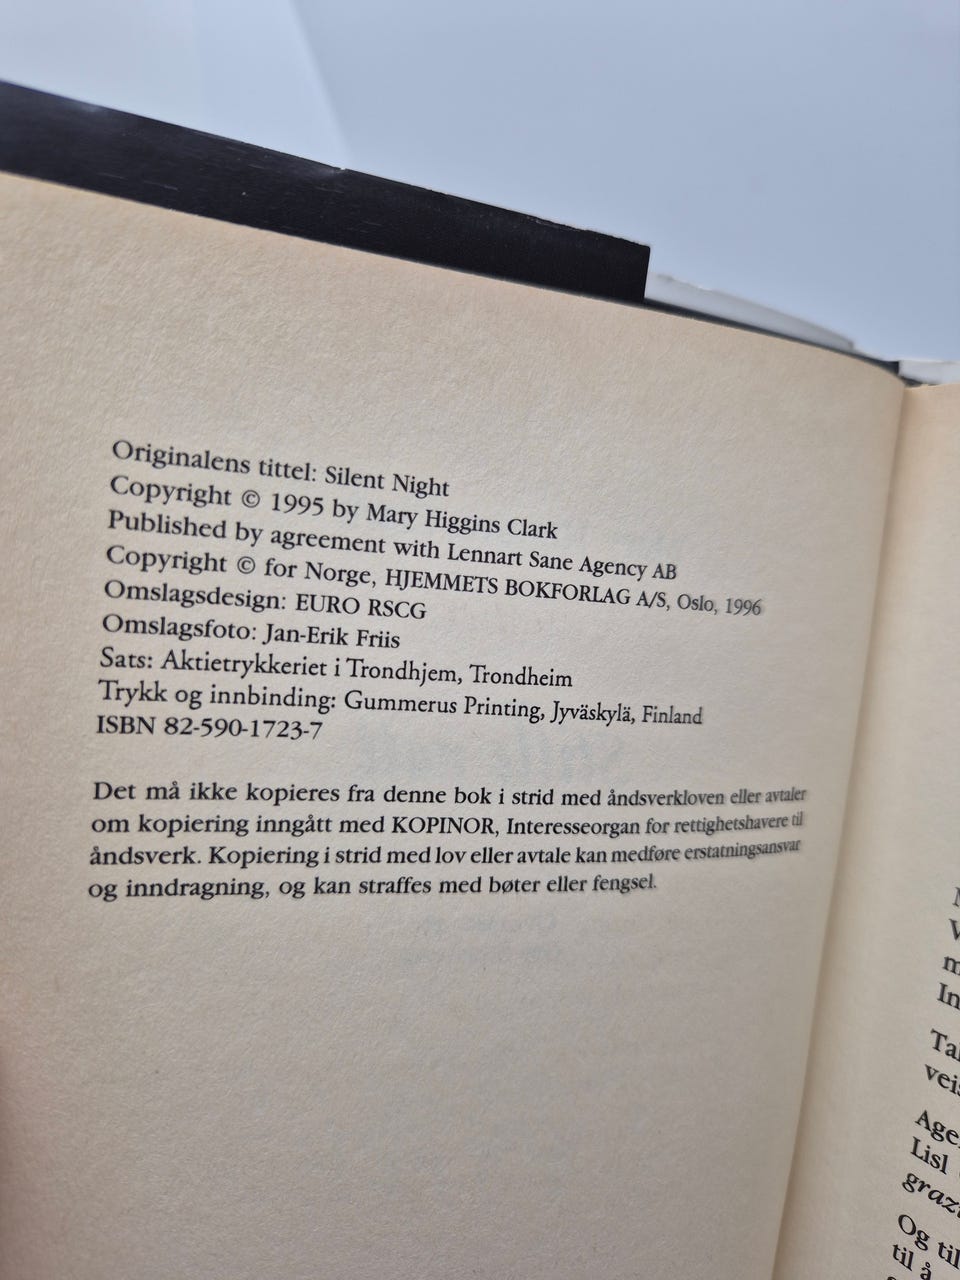 Originalens tittel: Silent Night
Copyright © 1995 by Mary Higgins Clark
Published by agreement with Lennart Sane Agency AB
Copyright © for Norge, HJEMMETS BOKFORLAG A/S, Oslo, 1996
Omslagsdesign: EURO RSCG
Omslagsfoto: Jan-Erik Friis
Sats: Aktietrykkeriet i Trondhjem, Trondheim
Trykk og innbinding: Gummerus Printing, Jyväskylä, Finland
ISBN 82-590-1723-7
Det må ikke kopieres fra denne bok i strid med åndsverkloven eller avtaler
om kopiering inngått med KOPINOR, Interesseorgan for rettighetshavere til
åndsverk. Kopiering i strid med lov eller avtale kan medføre erstatningsansvar
og inndragning, og kan straffes med bøter eller fengsel.
Lisl
Og til
til å